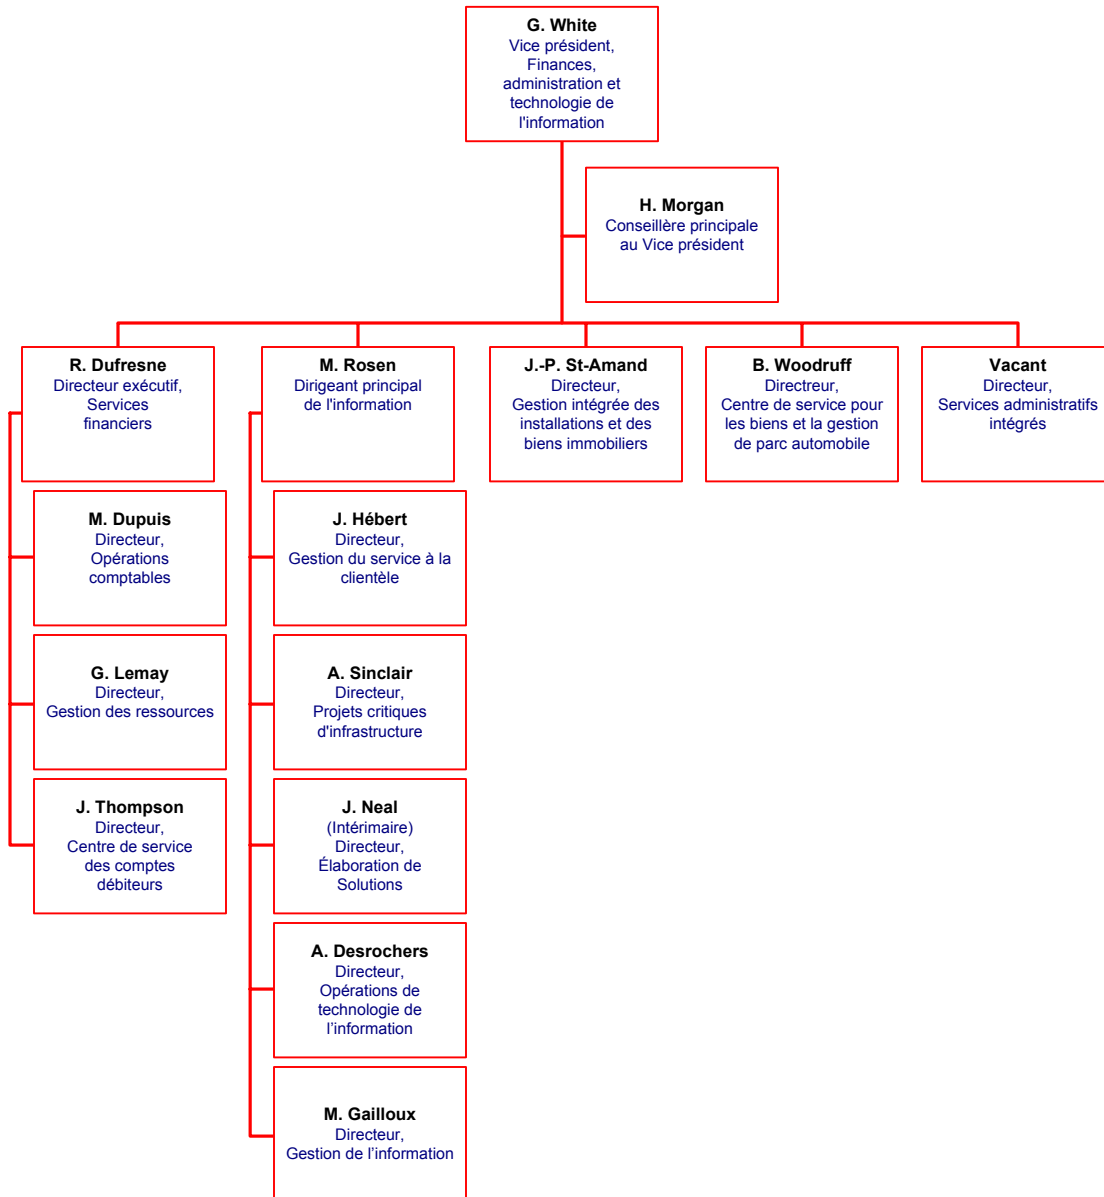 G. White
Vice président,
Finances,
administration et
technologie de
l'information
H. Morgan
Conseillère principale
au Vice président
R. Dufresne
Directeur exécutif,
Services
financiers
M. Rosen
Dirigeant principal
de l'information
J.-P. St-Amand
Directeur,
Gestion intégrée des
installations et des
biens immobiliers
B. Woodruff
Directreur,
Centre de service pour
les biens et la gestion
de parc automobile
Vacant
Directeur,
Services administratifs
intégrés
M. Dupuis
Directeur,
Opérations
comptables
G. Lemay
Directeur,
Gestion des ressources
J. Thompson
Directeur,
Centre de service
des comptes
débiteurs
J. Hébert
Directeur,
Gestion du service à la
clientèle
A. Sinclair
Directeur,
Projets critiques
d'infrastructure
J. Neal
(Intérimaire)
Directeur,
Élaboration de
Solutions
A. Desrochers
Directeur,
Opérations de
technologie de
l’information
M. Gailloux
Directeur,
Gestion de l’information